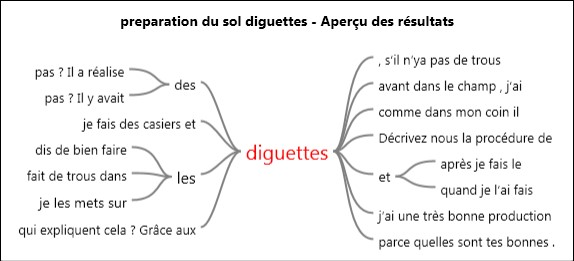 preparation du sol diguettes - Aperçu des résultats
pas ? Il a réalise
pas ? Il y avait
des
je fais des casiers et
dis de bien faire
fait de trous dans
je les mets sur
les
qui expliquent cela ? Grâce aux
diguettes
, s'il n'ya pas de trous
avant dans le champ , j'ai
comme dans mon coin il
Décrivez nous la procédure de
et
après je fais le
quand je l'ai fais
j'ai une très bonne production
parce quelles sont tes bonnes .